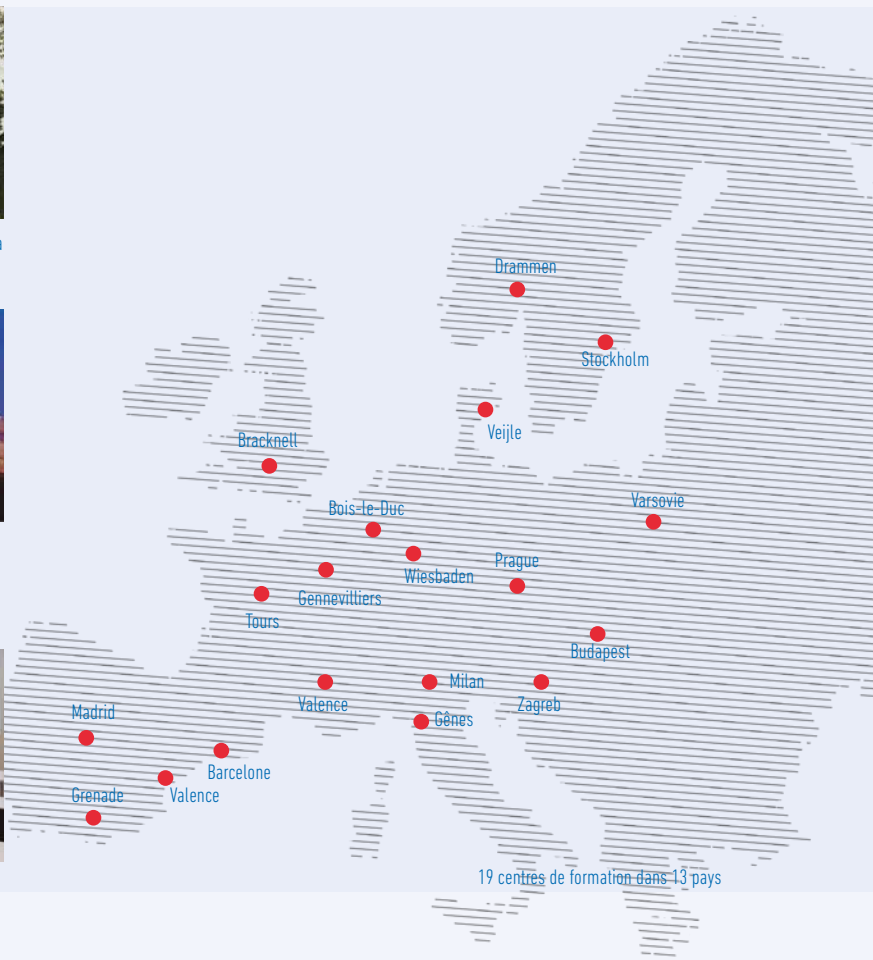 Drammen
Stockholm
Veijle
Bracknell
Varsovie
Bois-le-Duc
Prague
Wiesbaden
Gennevilliers
Tours
Budapest
Milan
Valence
Zagreb
Madrid
Gênes
Barcelone
Grenade
Valence
19 centres de formation dans 13 pays